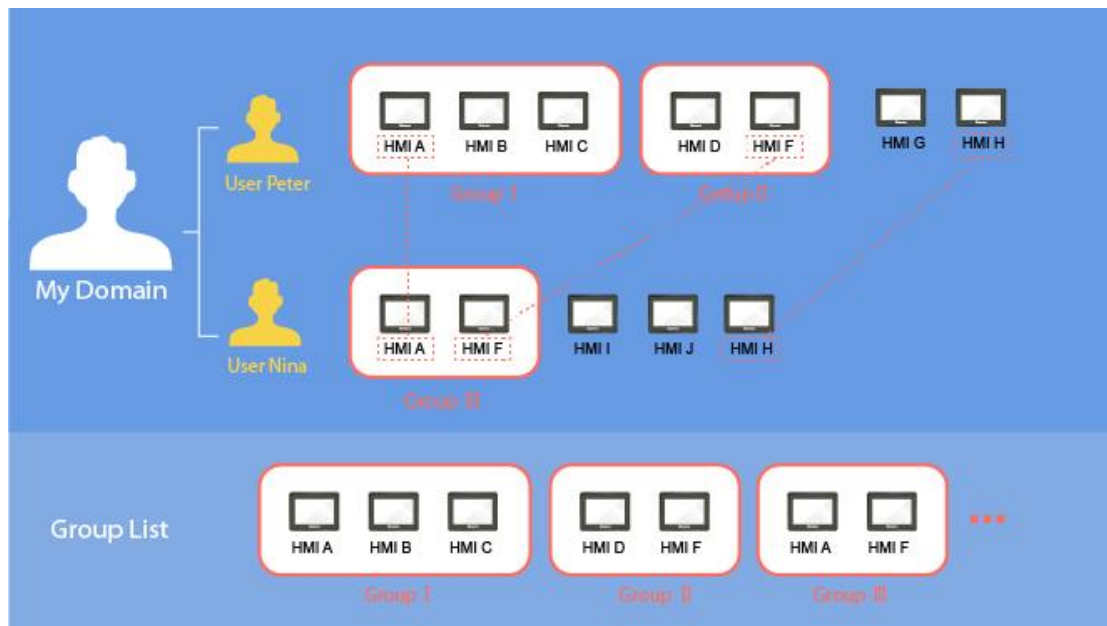 HMI A HMI B HMI C HMI D HMI F HMI G HMI H
User Peter
Group I Group II
My Domain
HMI A HMI F HMI I HMI J HMI H
User Nina
Group III
Group List
HMI A HMI B HMI C HMI D HMI F HMI A HMI F
Group I Group II Group III